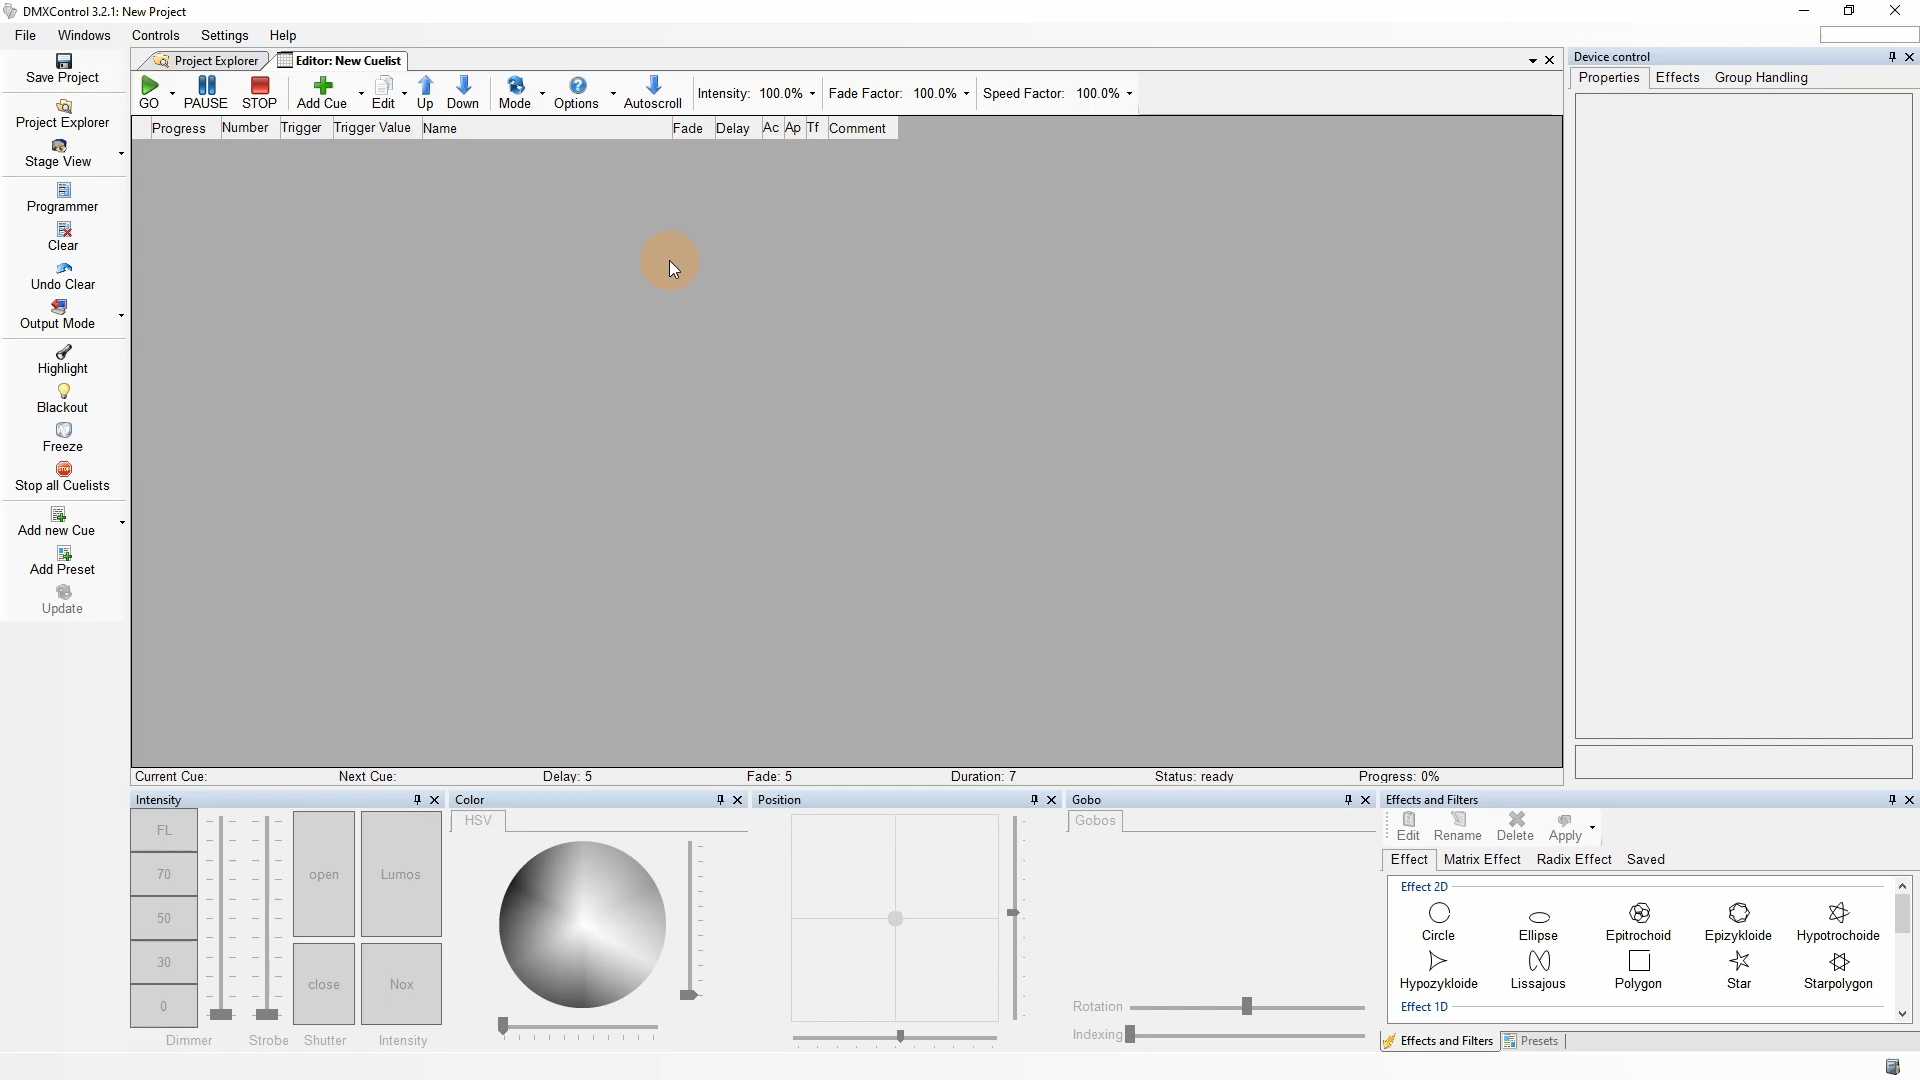 DMXControl 3.2.1: New Project
File Windows Controls Settings Help
Save Project
Project Explorer
Stage View
Programmer
Clear
Undo Clear
Output Mode
Highlight
Blackout
Freeze
STOP
Stop all Cuelists
Add new Cue
Add Preset
Update
Project Explorer Editor: New Cuelist
GO PAUSE STOP Add Cue Edit Up Down Mode Options Autoscroll Intensity: 100.0% Fade Factor: 100.0% Speed Factor: 100.0%
Progress Number Trigger Trigger Value Name Fade Delay Ac Ap Tf Comment
Current Cue: Next Cue: Delay: 5 Fade: 5 Duration: 7 Status: ready Progress: 0%
Device control
Properties Effects Group Handling
Intensity
FL
70
50
30
0
open Lumos
close Nox
Dimmer Strobe Shutter Intensity
Color
HSV
Position
Gobo
Gobos
Rotation
Indexing
Effects and Filters
Edit Rename Delete Apply
Effect Matrix Effect Radix Effect Saved
Effect 2D
Circle Ellipse Epitrochoid Epizykloide Hypotrochoide
Hypozykloide Lissajous Polygon Star Starpolygon
Effect 1D
Effects and Filters Presets